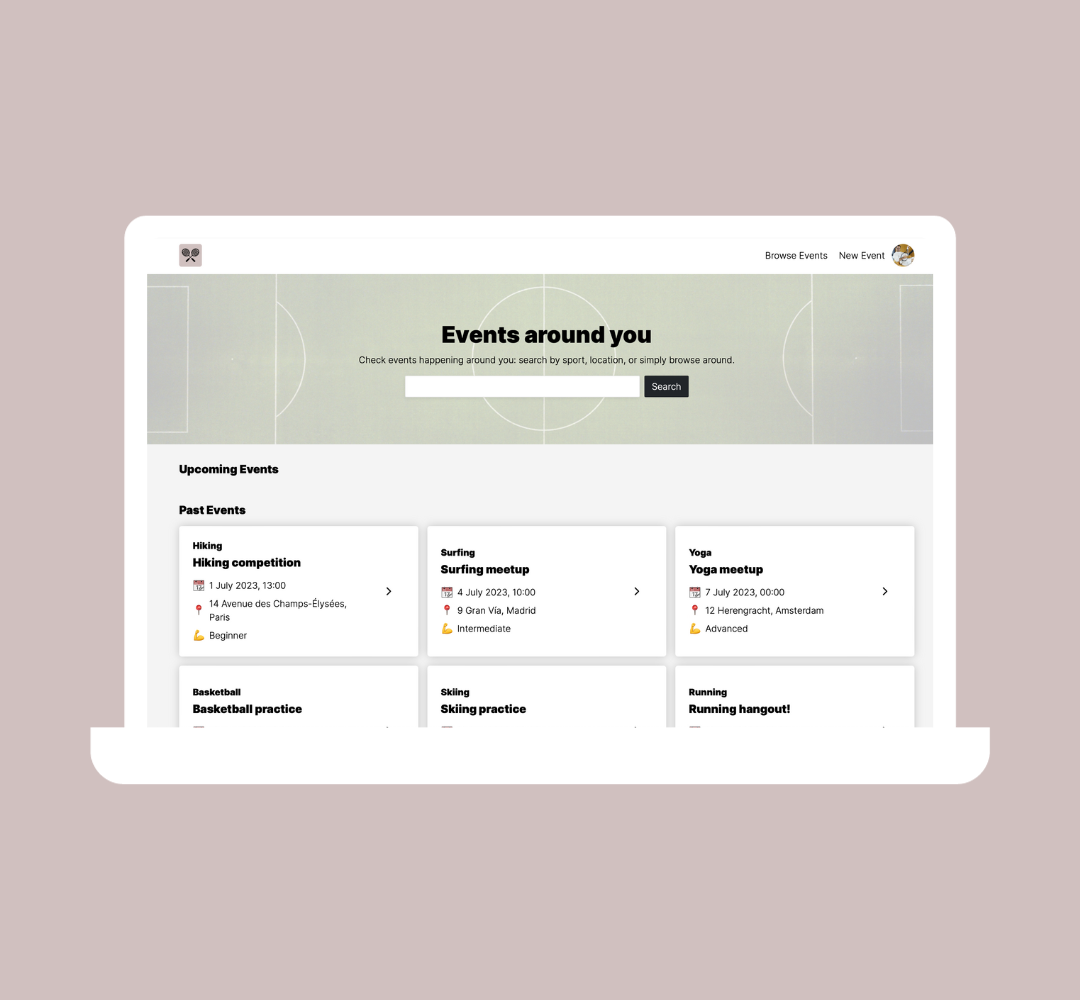 Browse Events
New Event
Events around you
Check events happening around you: search by sport, location, or simply browse around.
Search
Upcoming Events
Past Events
Hiking
Hiking competition
1 July 2023, 13:00
14 Avenue des Champs-Élysées,
Paris
Beginner
Surfing
Surfing meetup
4 July 2023, 10:00
9 Gran Vía, Madrid
Intermediate
Yoga
Yoga meetup
7 July 2023, 00:00
12 Herengracht, Amsterdam
Advanced
Basketball
Basketball practice
Skiing
Skiing practice
Running
Running hangout!